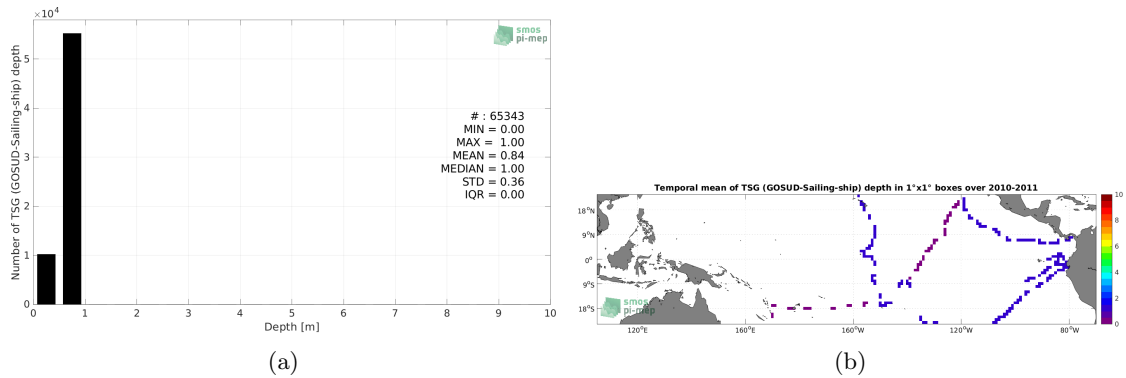 ×10⁴
5
4
3
2
1
0
Number of TSG (GOSUD-Sailing-ship) depth
smos
pi-mep
# : 65343
MIN = 0.00
MAX = 1.00
MEAN = 0.84
MEDIAN = 1.00
STD = 0.36
IQR = 0.00
0 1 2 3 4 5 6 7 8 9 10
Depth [m]
(a)
Temporal mean of TSG (GOSUD-Sailing-ship) depth in 1°x1° boxes over 2010-2011
18°N
9°N
0°
9°S
18°S
smos
pi-mep
120°E 160°E 160°W 120°W 80°W
10
8
6
4
2
0
(b)